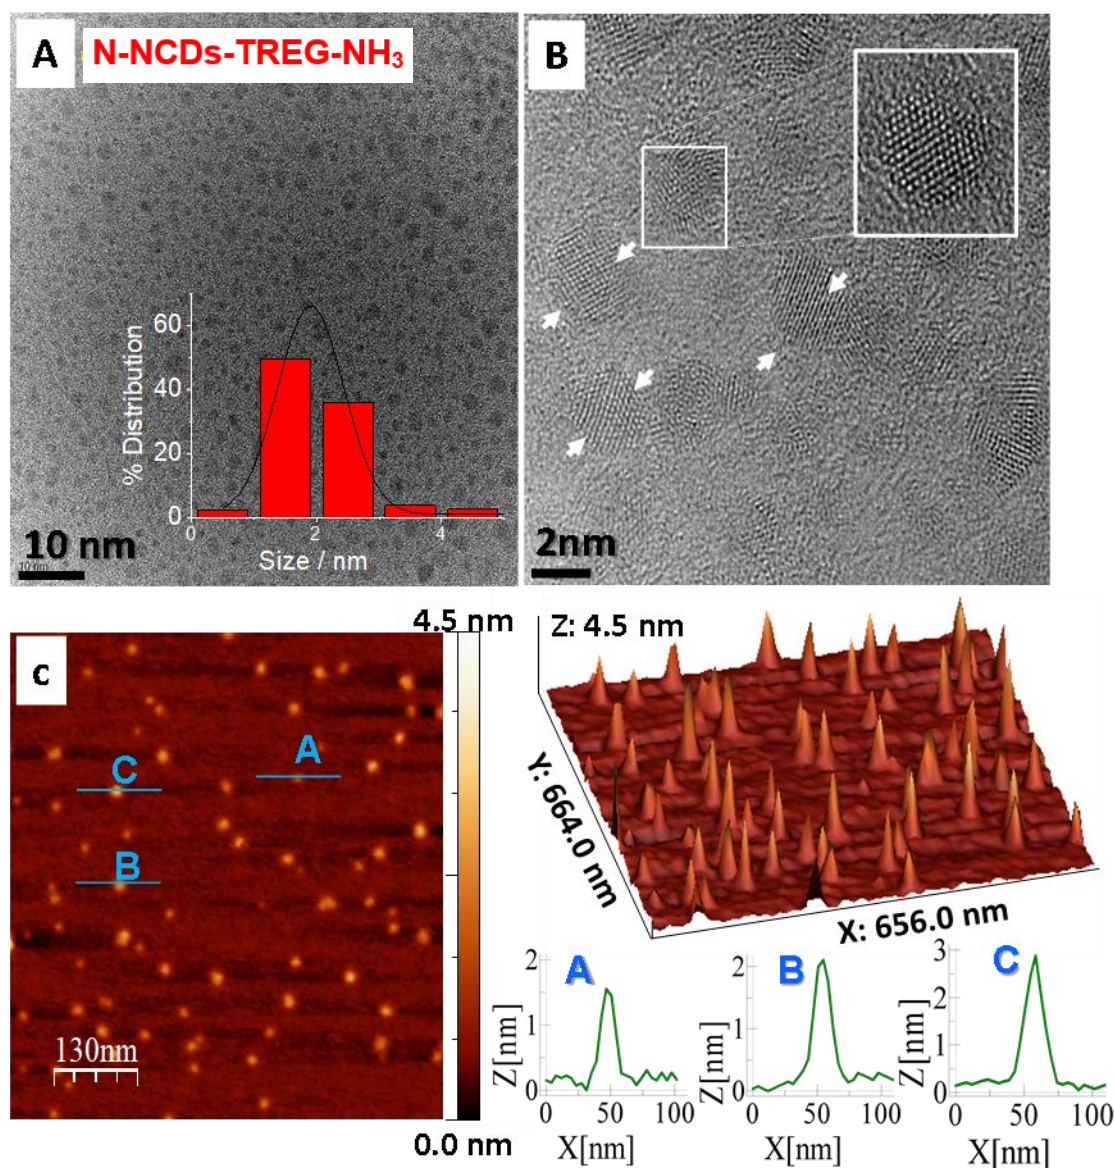 A
N-NCDs-TREG-NH3
% Distribution
60
40
20
0
0
2
4
Size / nm
10 nm
B
2nm
c
A
C
B
130nm
4.5 nm
0.0 nm
Z: 4.5 nm
Y: 664.0 nm
X: 656.0 nm
A
Z[nm]
2
1
0
0
50
100
X[nm]
B
Z[nm]
2
1
0
0
50
100
X[nm]
C
Z[nm]
3
2
1
0
0
50
100
X[nm]